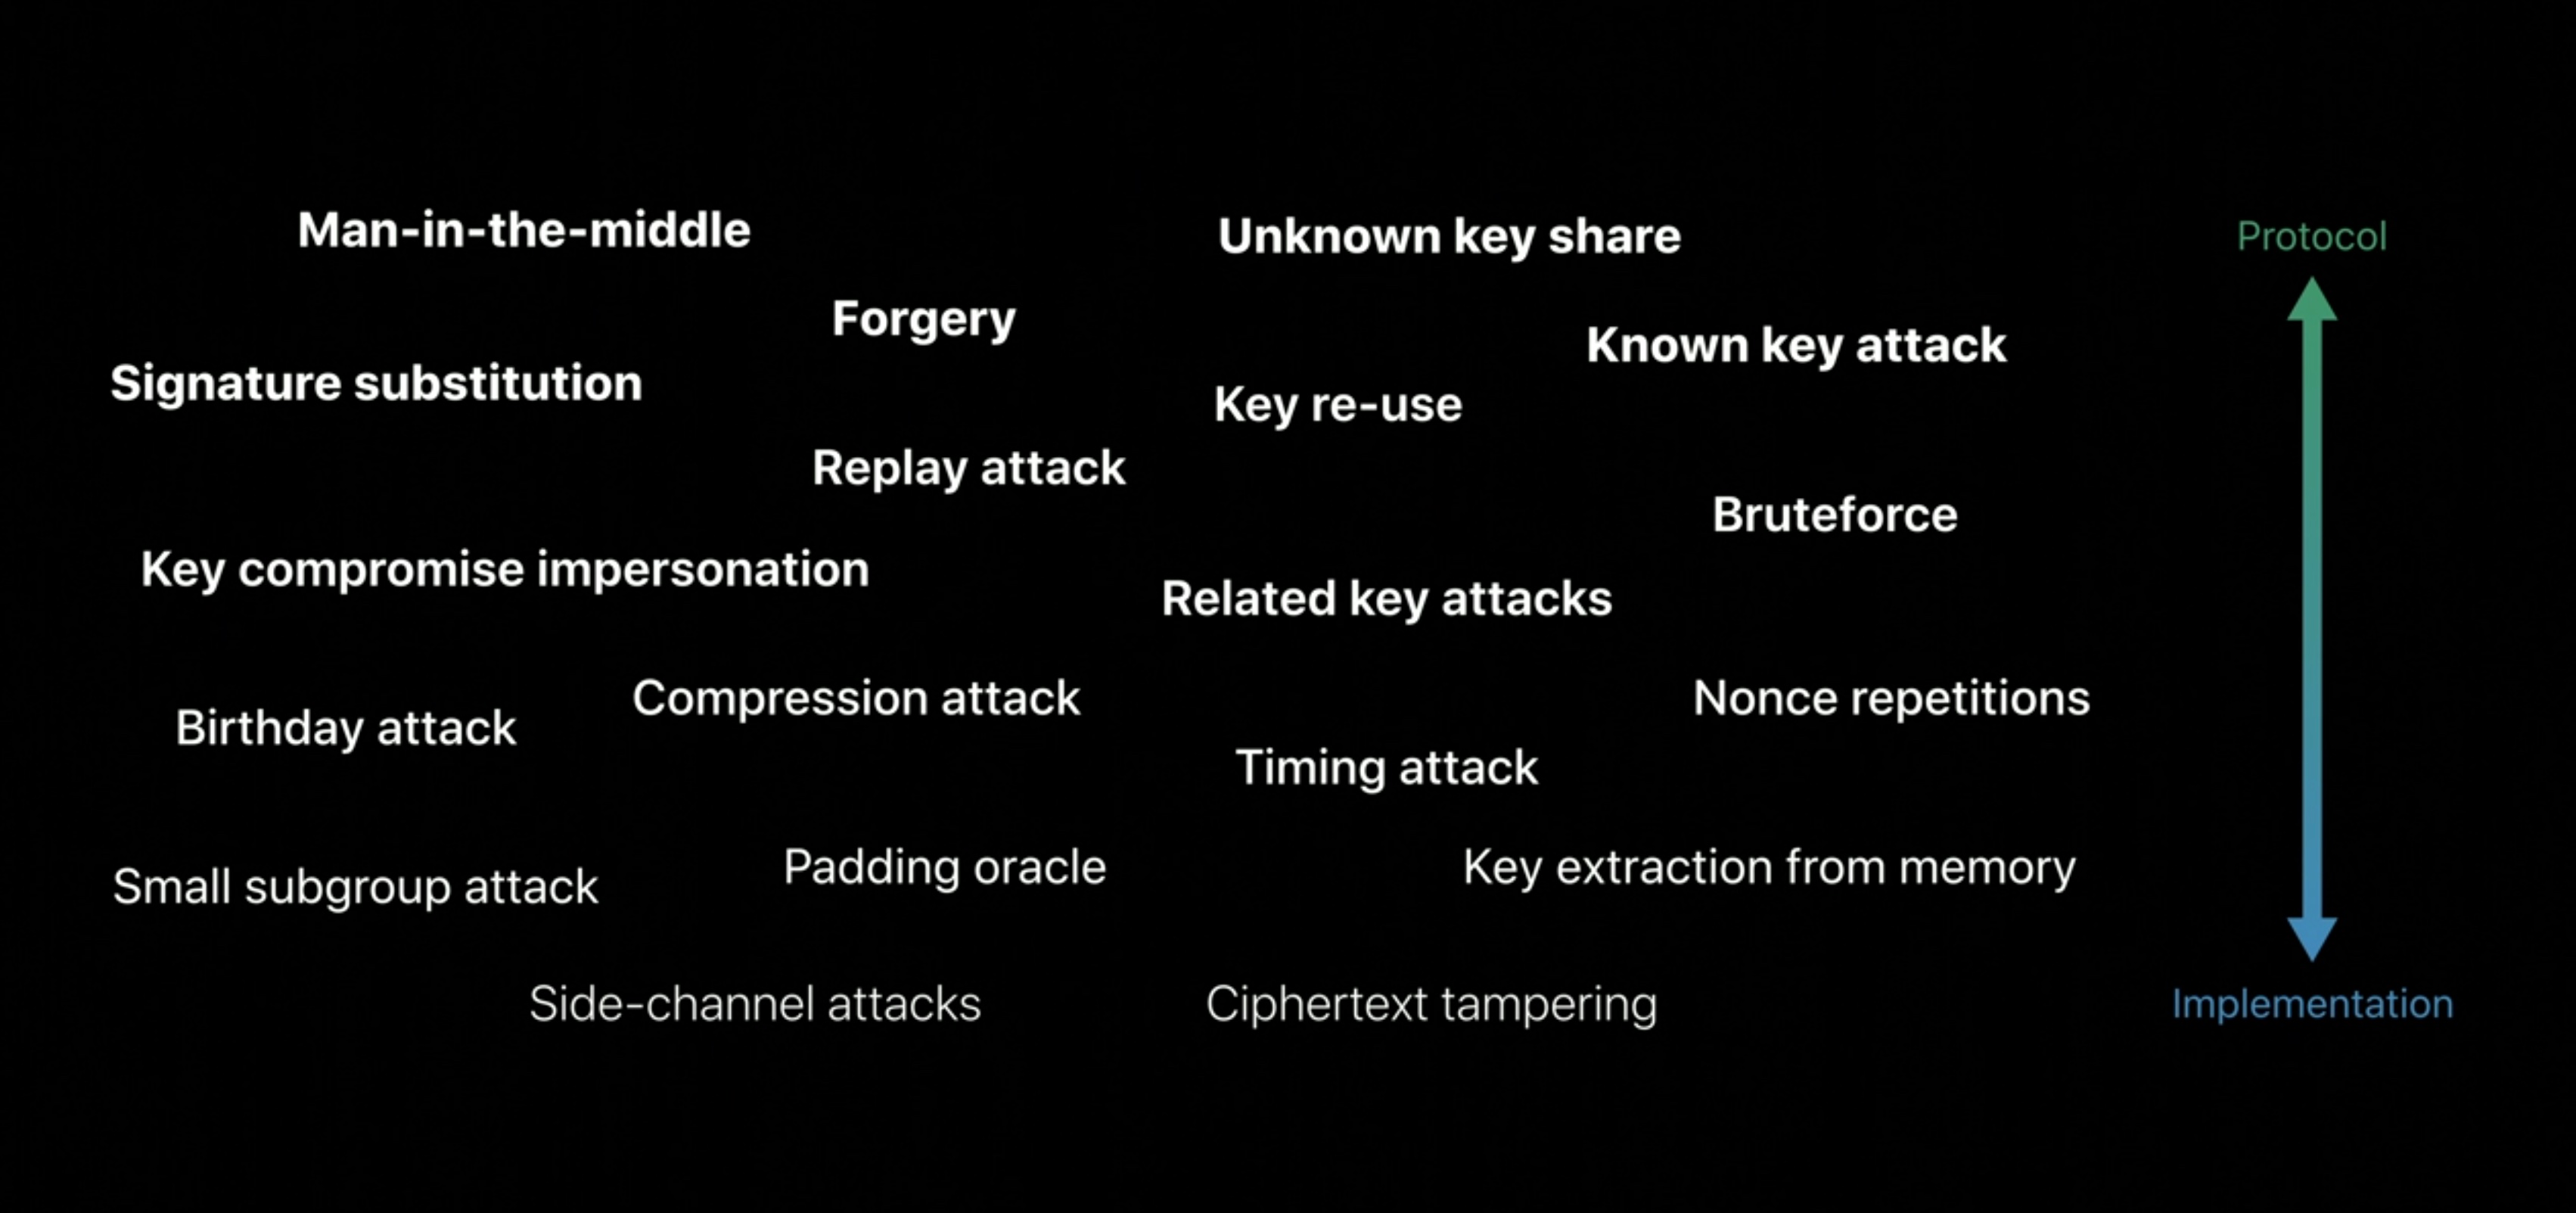 Man-in-the-middle
Unknown key share
Protocol
Forgery
Known key attack
Signature substitution
Key re-use
Replay attack
Bruteforce
Key compromise impersonation
Related key attacks
Compression attack
Nonce repetitions
Birthday attack
Timing attack
Padding oracle
Key extraction from memory
Small subgroup attack
Side-channel attacks
Ciphertext tampering
Implementation